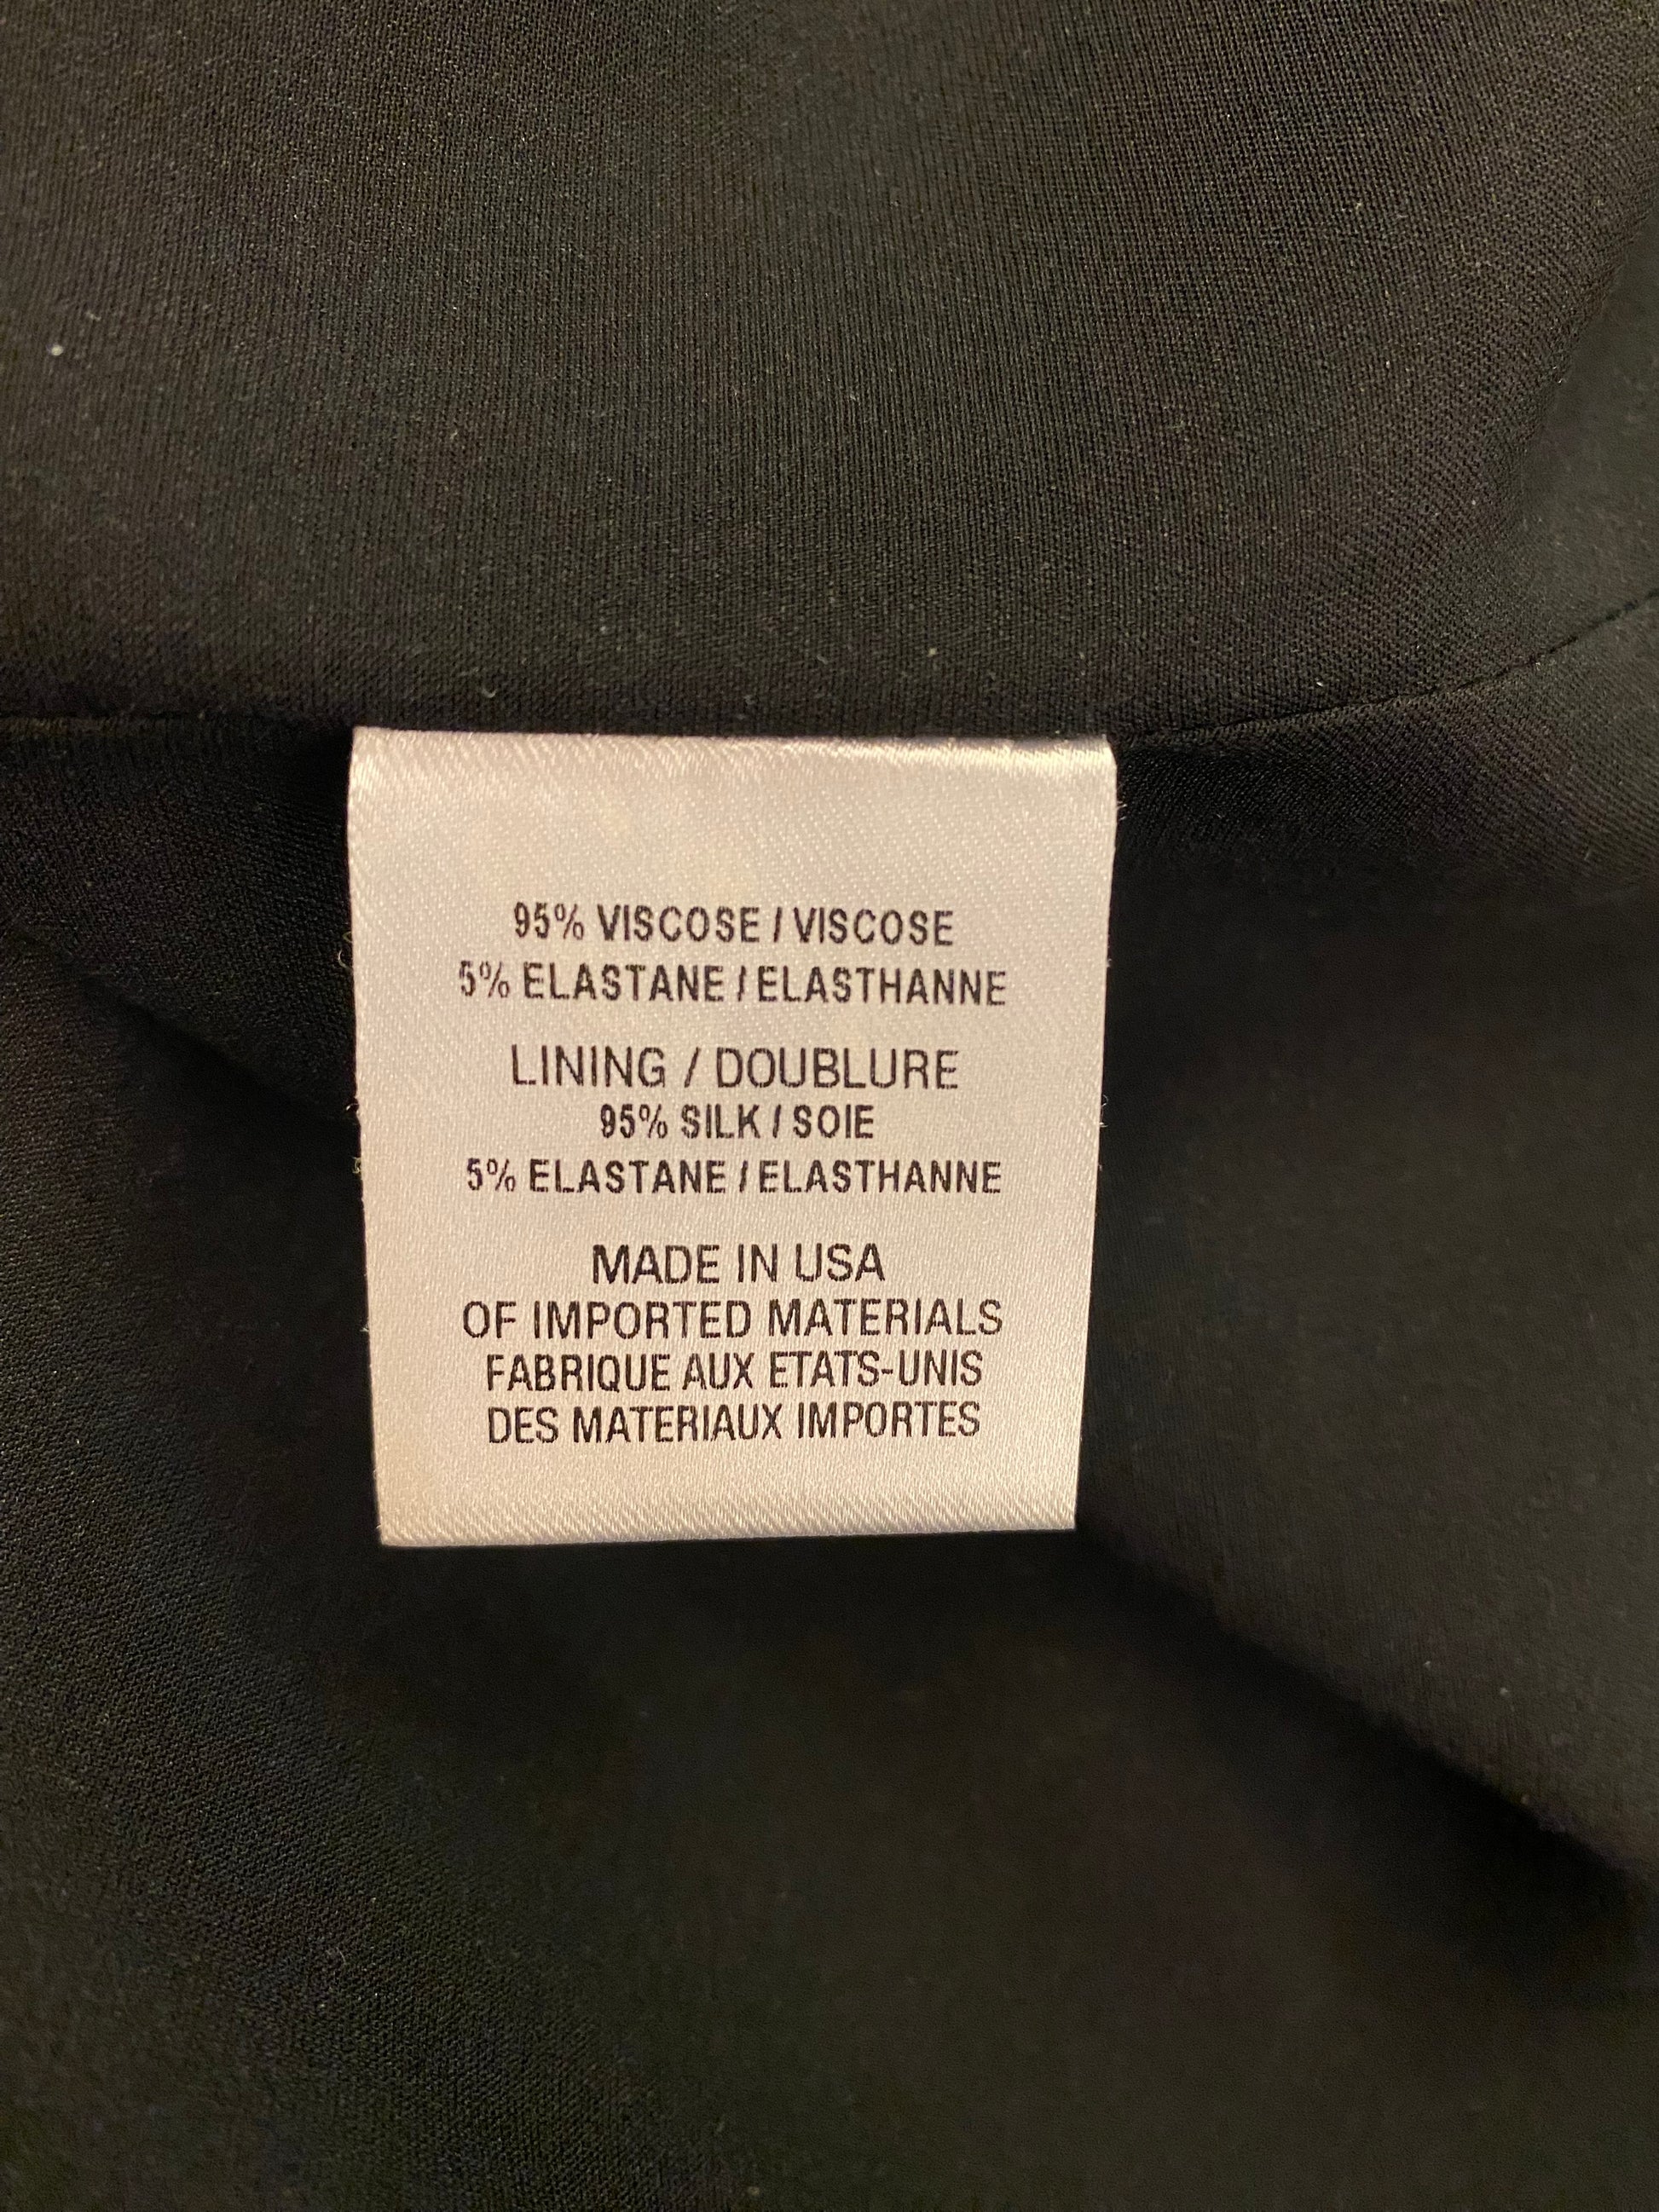 95% VISCOSE / VISCOSE
5% ELASTANE / ELASTHANNE
LINING / DOUBLURE
95% SILK / SOIE
5% ELASTANE / ELASTHANNE
MADE IN USA
OF IMPORTED MATERIALS
FABRIQUE AUX ETATS-UNIS
DES MATERIAUX IMPORTES